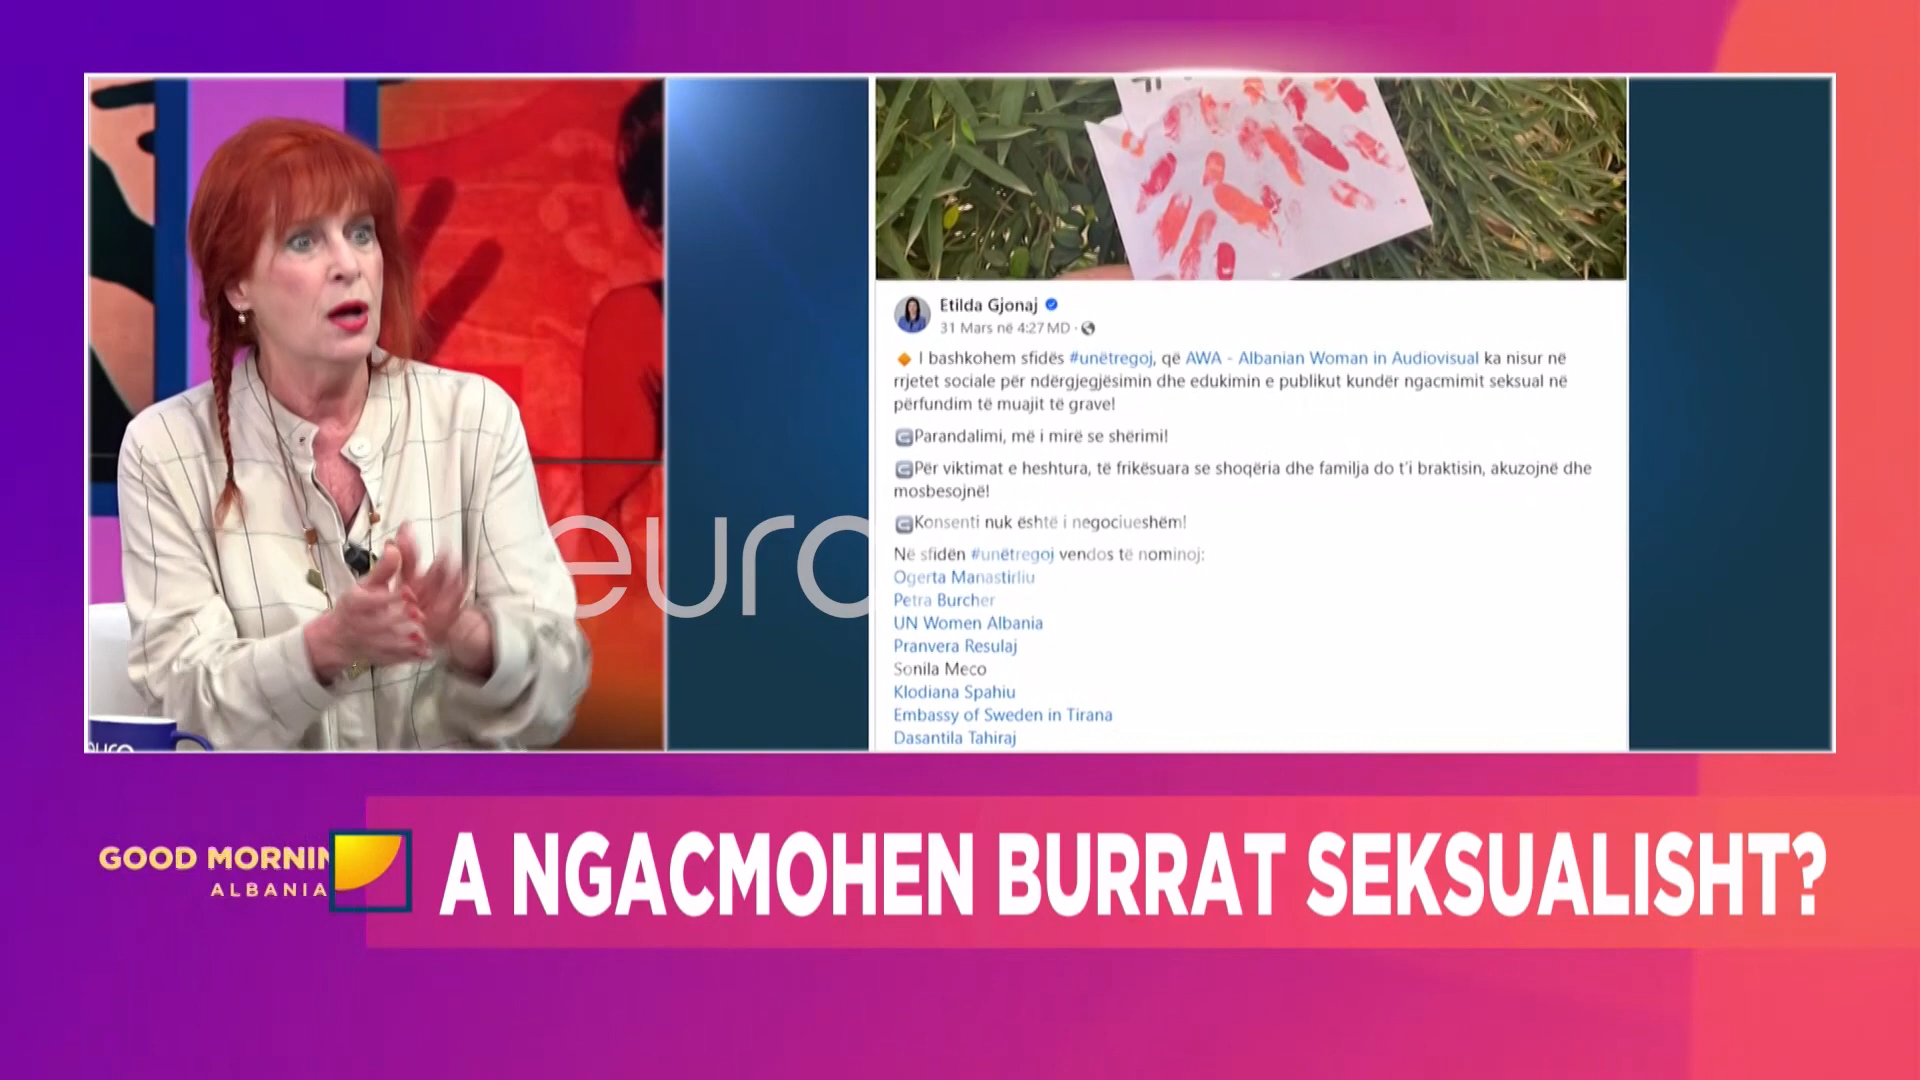 Etilda Gjonaj
31 Mars në 4:27 MD
I bashkohem sfidës #unëtregoj, që AWA - Albanian Woman in Audiovisual ka nisur në
rrjetet sociale për ndërgjegjësimin dhe edukimin e publikut kundër ngacmimit seksual në
përfundim të muajit të grave!
Parandalimi, më i mirë se shërimi!
Për viktimat e heshtura, të frikësuara se shoqëria dhe familja do t'i braktisin, akuzojnë dhe
mosbesojnë!
Konsenti nuk është i negociueshëm!
Në sfidën #unëtregoj vendos të nominoj:
Ogerta Manastirliu
Petra Burcher
UN Women Albania
Pranvera Resulaj
Sonila Meco
Klodiana Spahiu
Embassy of Sweden in Tirana
Dasantila Tahiraj
euro
euro
GOOD MORNIN
ALBANIA
A NGACMOHEN BURRAT SEKSUALISHT?